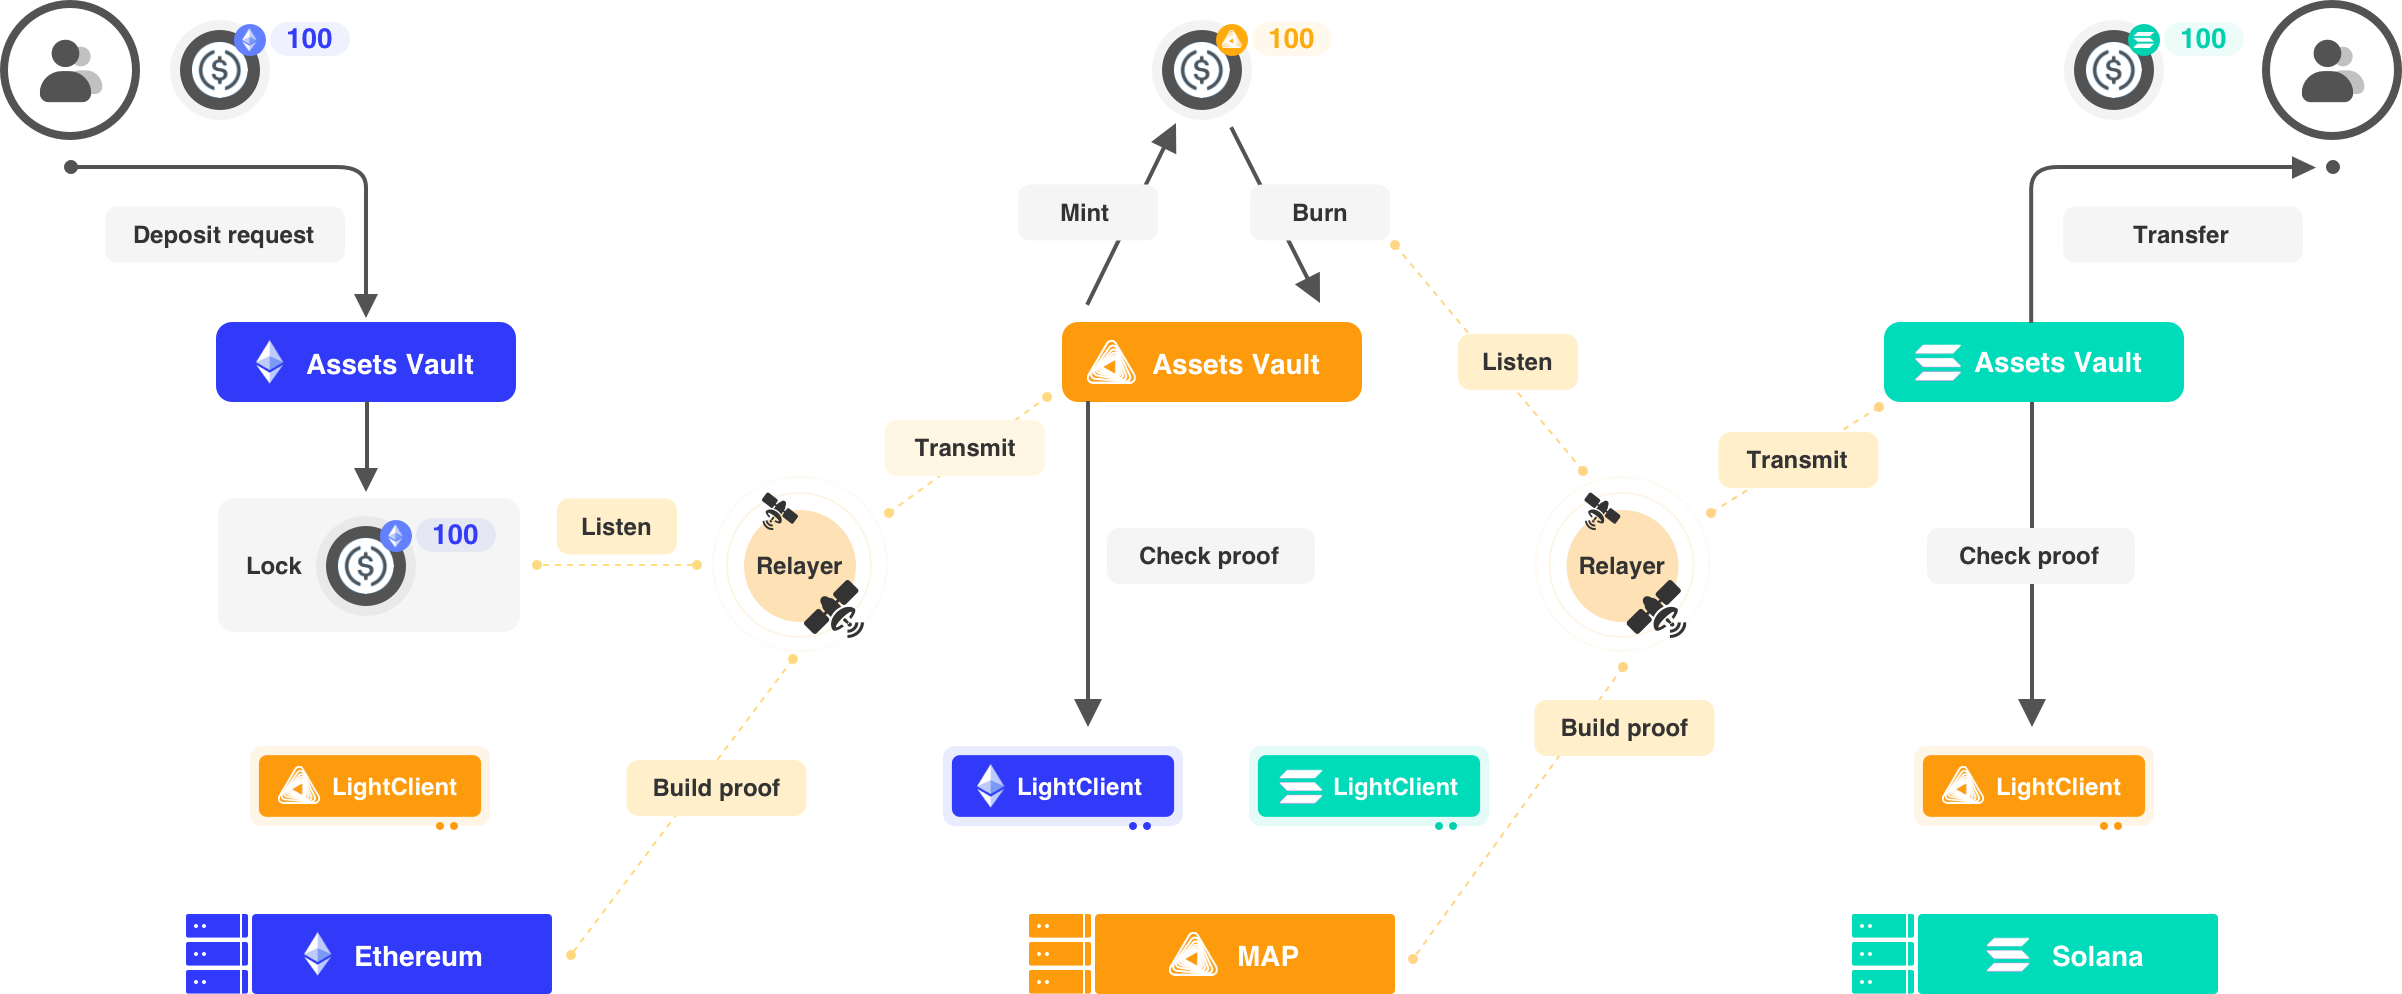 100
100
100
Deposit request
Mint
Burn
Transfer
Assets Vault
Assets Vault
Listen
Assets Vault
Transmit
Transmit
Lock
100
Listen
Relayer
Check proof
Relayer
Check proof
Build proof
LightClient
Build proof
LightClient
LightClient
LightClient
Ethereum
MAP
Solana